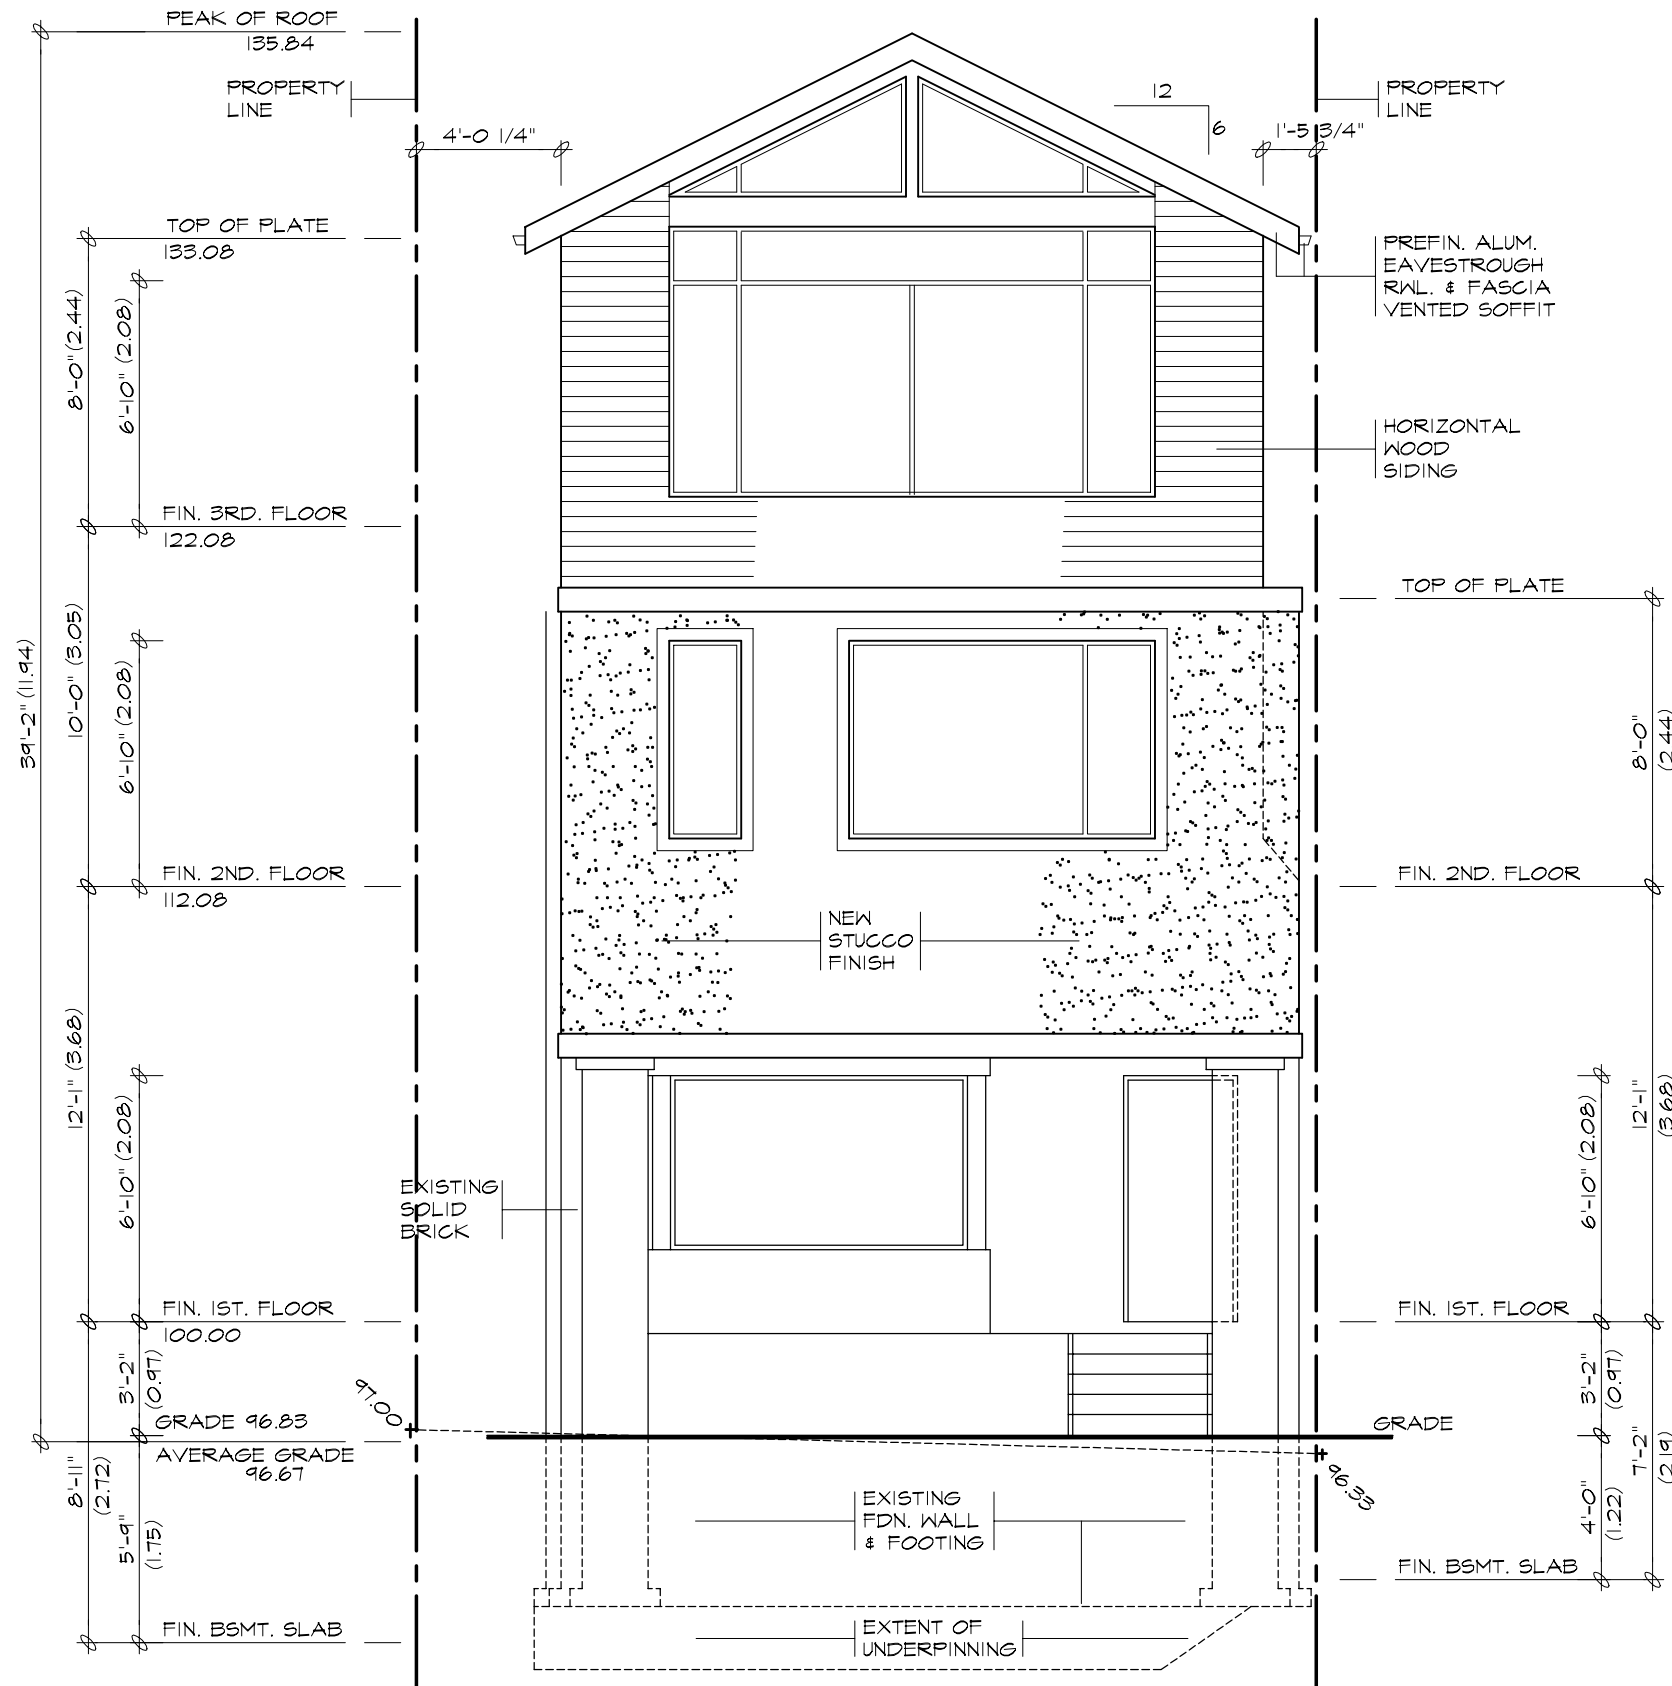 PEAK OF ROOF
135.84
PROPERTY
LINE
4'-0 1/4"
12
6
1'-5 3/4"
PROPERTY
LINE
TOP OF PLATE
133.08
8'-0" (2.44)
6'-10" (2.08)
PREFIN. ALUM.
EAVESTROUGH
RWL. & FASCIA
VENTED SOFFIT
HORIZONTAL
WOOD
SIDING
FIN. 3RD. FLOOR
122.08
39'-2" (11.94)
10'-0" (3.05)
6'-10" (2.08)
TOP OF PLATE
8'-0"
(2.44)
FIN. 2ND. FLOOR
112.08
FIN. 2ND. FLOOR
NEW
STUCCO
FINISH
12'-1" (3.68)
6'-10" (2.08)
EXISTING
SOLID
BRICK
6'-10" (2.08)
12'-1"
(3.68)
FIN. 1ST. FLOOR
100.00
FIN. 1ST. FLOOR
3'-2"
(0.97)
97.00
3'-2"
(0.97)
GRADE 96.83
GRADE
AVERAGE GRADE
96.67
96.33
8'-11"
(2.72)
5'-9"
(1.75)
EXISTING
FDN. WALL
& FOOTING
4'-0"
(1.22)
7'-2"
(2.19)
FIN. BSMT. SLAB
FIN. BSMT. SLAB
EXTENT OF
UNDERPINNING